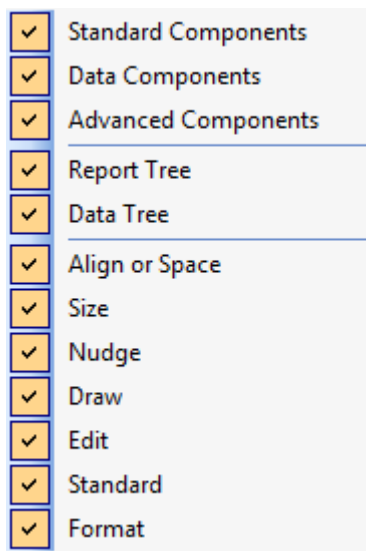 Standard Components
Data Components
Advanced Components
Report Tree
Data Tree
Align or Space
Size
Nudge
Draw
Edit
Standard
Format